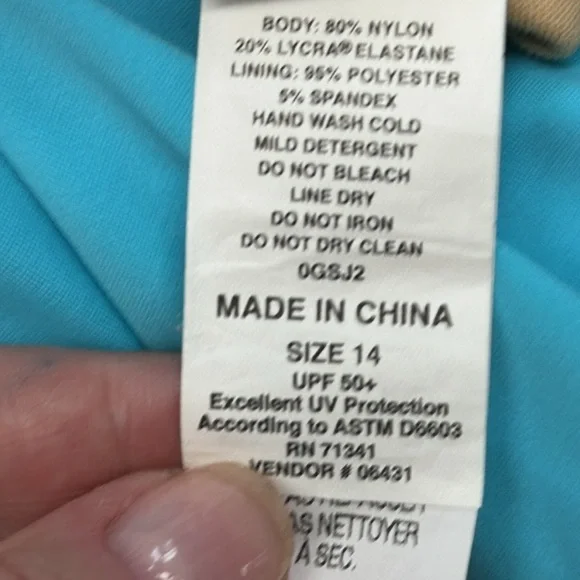 BODY: 80% NYLON
20% LYCRA® ELASTANE
LINING: 95% POLYESTER
5% SPANDEX
HAND WASH COLD
MILD DETERGENT
DO NOT BLEACH
LINE DRY
DO NOT IRON
DO NOT DRY CLEAN
0GSJ2
MADE IN CHINA
SIZE 14
UPF 50+
Excellent UV Protection
According to ASTM D6603
RN 71341
VENDOR # 06431
AS NETTOYER
À SEC.